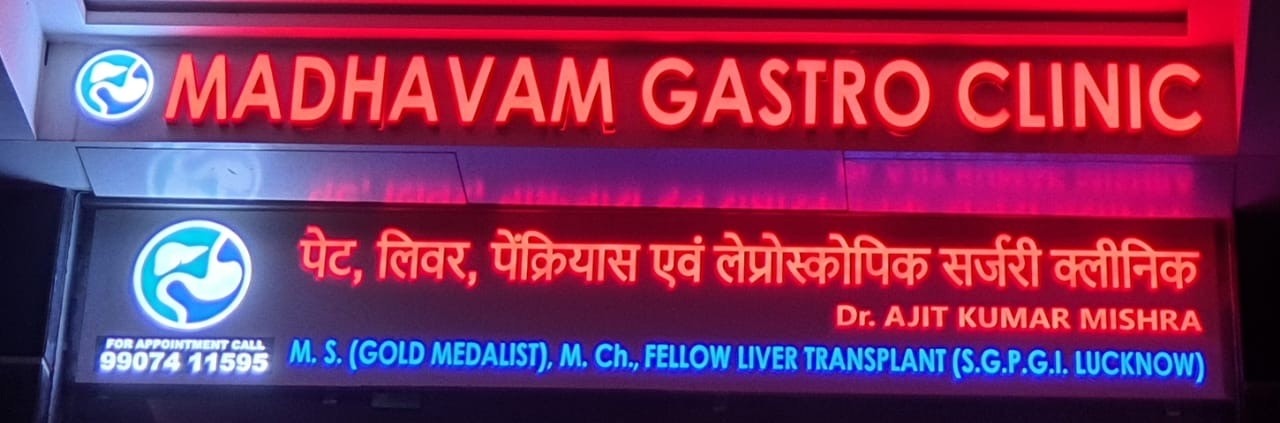 MADHAVAM GASTRO CLINIC
पेट, लिवर, पेंक्रियास एवं लेप्रोस्कोपिक सर्जरी क्लीनिक
Dr. AJIT KUMAR MISHRA
FOR APPOINTMENT CALL
99074 11595
M. S. (GOLD MEDALIST), M. Ch., FELLOW LIVER TRANSPLANT (S.G.P.G.I. LUCKNOW)